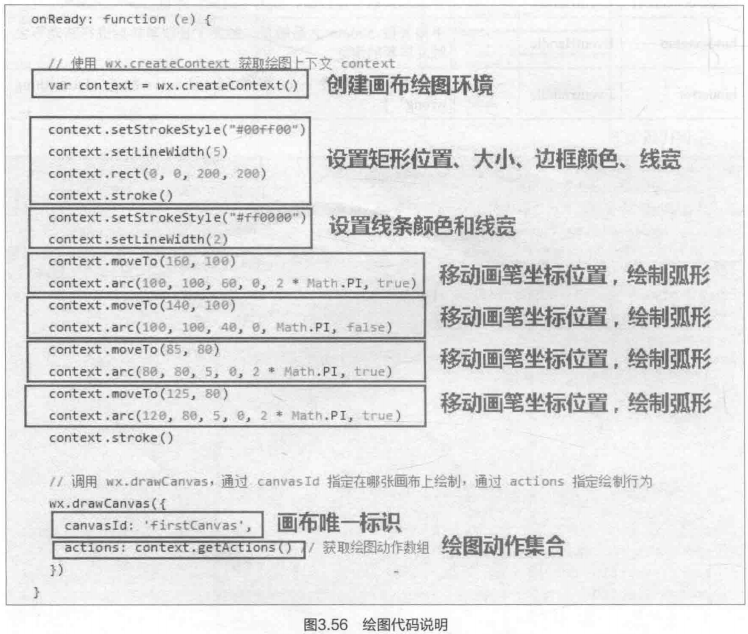 onReady: function (e) {
// 使用 wx.createContext 获取绘图上下文 context
var context = wx.createContext() 创建画布绘图环境
context.setStrokeStyle("#00ff00")
context.setLineWidth(5)
设置矩形位置、大小、边框颜色、线宽
context.rect(0, 0, 200, 200)
context.stroke()
context.setStrokeStyle("#ff0000")
设置线条颜色和线宽
context.setLineWidth(2)
context.moveTo(160, 100)
移动画笔坐标位置，绘制弧形
context.arc(100, 100, 60, 0, 2 * Math.PI, true)
context.moveTo(140, 100)
移动画笔坐标位置，绘制弧形
context.arc(100, 100, 40, 0, Math.PI, false)
context.moveTo(85, 80)
移动画笔坐标位置，绘制弧形
context.arc(80, 80, 5, 0, 2 * Math.PI, true)
context.moveTo(125, 80)
移动画笔坐标位置，绘制弧形
context.arc(120, 80, 5, 0, 2 * Math.PI, true)
context.stroke()
// 调用 wx.drawCanvas，通过 canvasId 指定在哪张画布上绘制，通过 actions 指定绘制行为
wx.drawCanvas({
canvasId: 'firstCanvas', 画布唯一标识
actions: context.getActions() // 获取绘图动作数组 绘图动作集合
})
}
图3.56 绘图代码说明